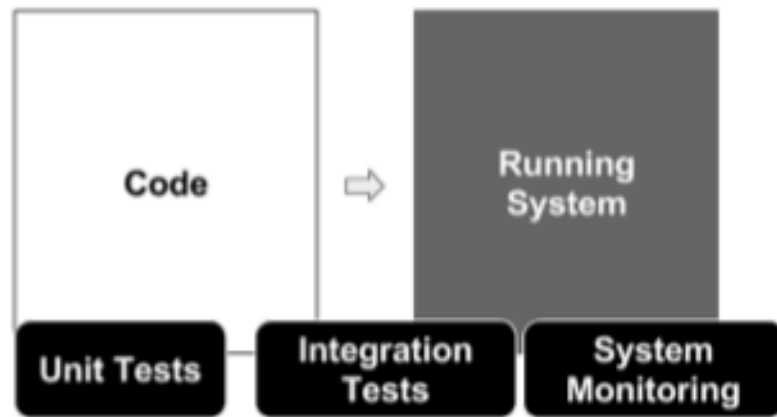 Code
Running
System
Unit Tests
Integration
Tests
System
Monitoring